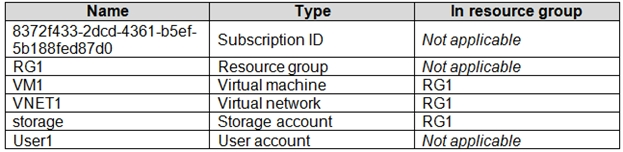 Name Type In resource group
8372f433-2dcd-4361-b5ef-
5b188fed87d0 Subscription ID Not applicable
RG1 Resource group Not applicable
VM1 Virtual machine RG1
VNET1 Virtual network RG1
storage Storage account RG1
User1 User account Not applicable